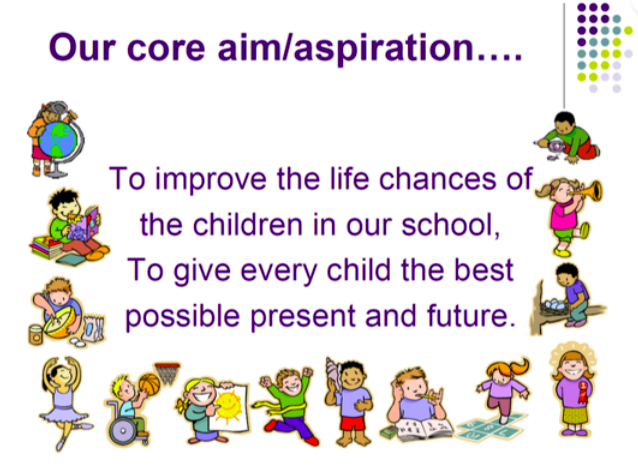 Our core aim/aspiration….
To improve the life chances of
the children in our school,
To give every child the best
possible present and future.